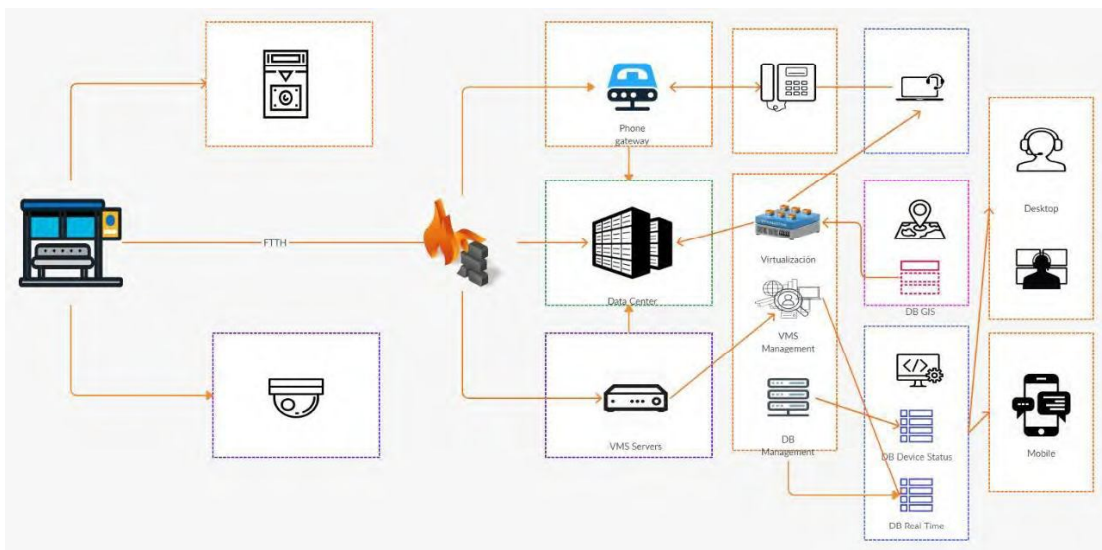 FTTH
Phone
gateway
Data Center
VMS Servers
Virtualización
VMS
Management
DB
Management
DB GIS
</>
DB Device Status
DB Real Time
Desktop
Mobile